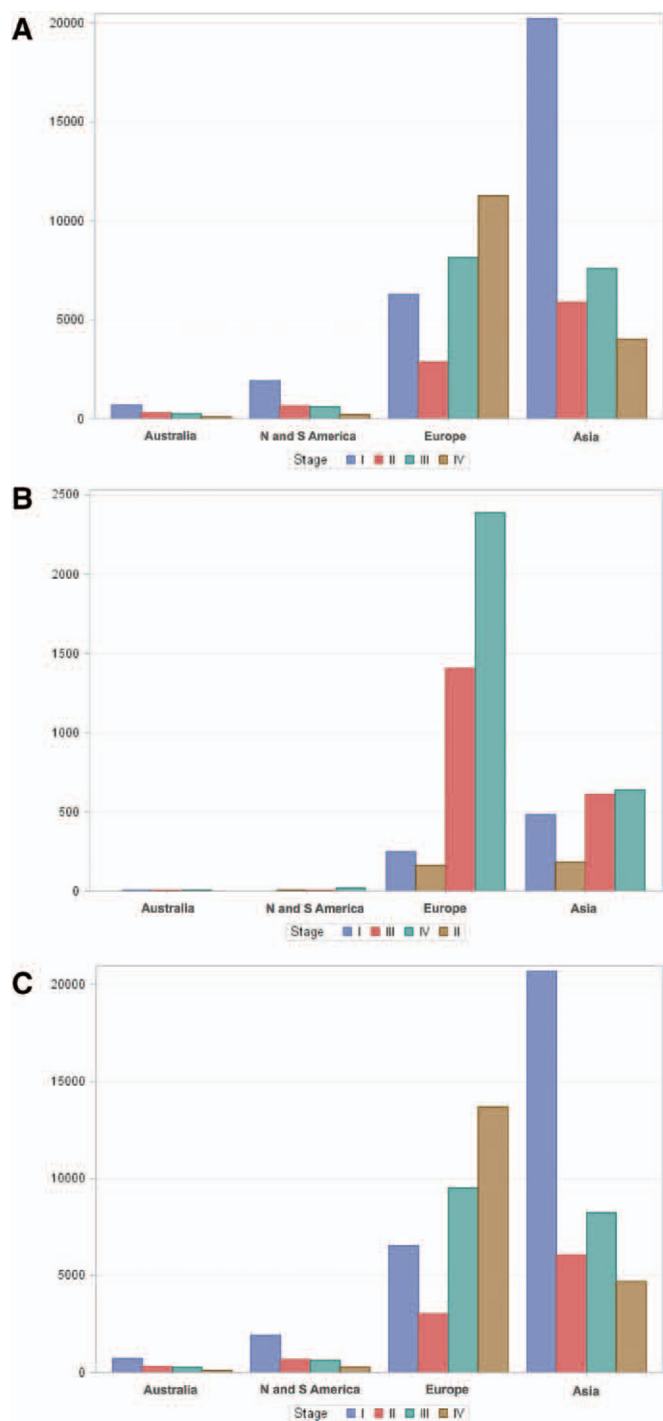 A
20000
15000
10000
5000
0
Australia N and S America Europe Asia
Stage I II III IV
B
2500
2000
1500
1000
500
0
Australia N and S America Europe Asia
Stage I III IV II
C
20000
15000
10000
5000
0
Australia N and S America Europe Asia
Stage I II III IV